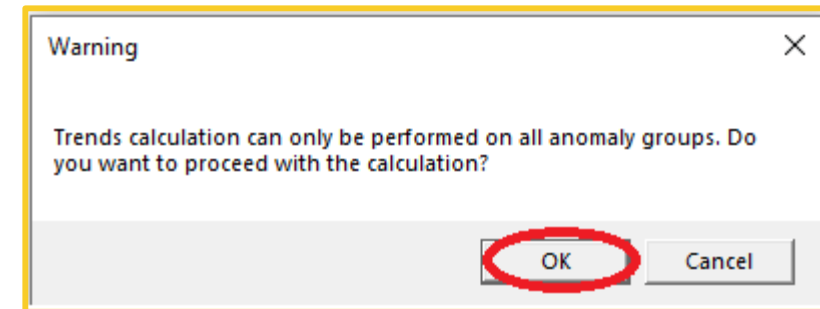 Warning
Trends calculation can only be performed on all anomaly groups. Do
you want to proceed with the calculation?
OK
Cancel